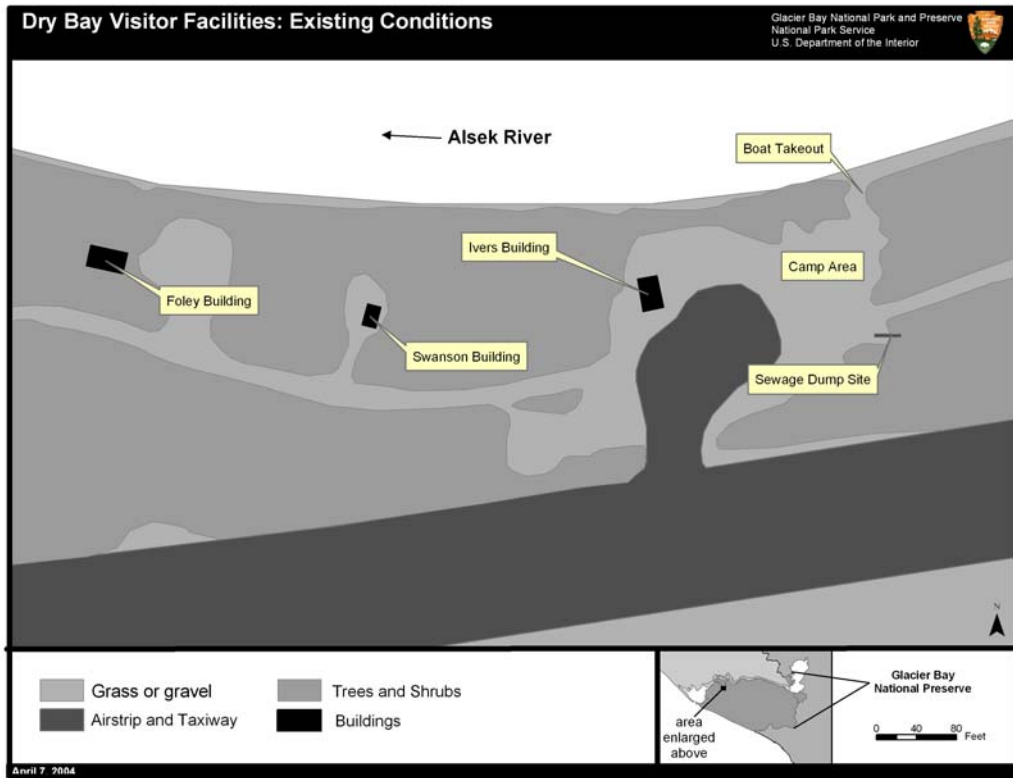 Dry Bay Visitor Facilities: Existing Conditions
Glacier Bay National Park and Preserve
National Park Service
U.S. Department of the Interior
Alsek River
Boat Takeout
Ivers Building
Camp Area
Foley Building
Swanson Building
Sewage Dump Site
N
Grass or gravel
Trees and Shrubs
Airstrip and Taxiway
Buildings
Glacier Bay
National Preserve
area
enlarged
above
0 40 80
Feet
April 7, 2004